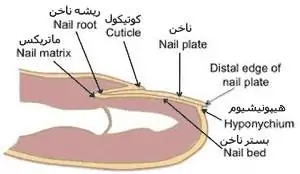 ریشه ناخن
Nail root
کوتیکول
Cuticle
ناخن
Nail plate
ماتریکس
Nail matrix
Distal edge of
nail plate
هیپونیشیوم
Hyponychium
بستر ناخن
Nail bed